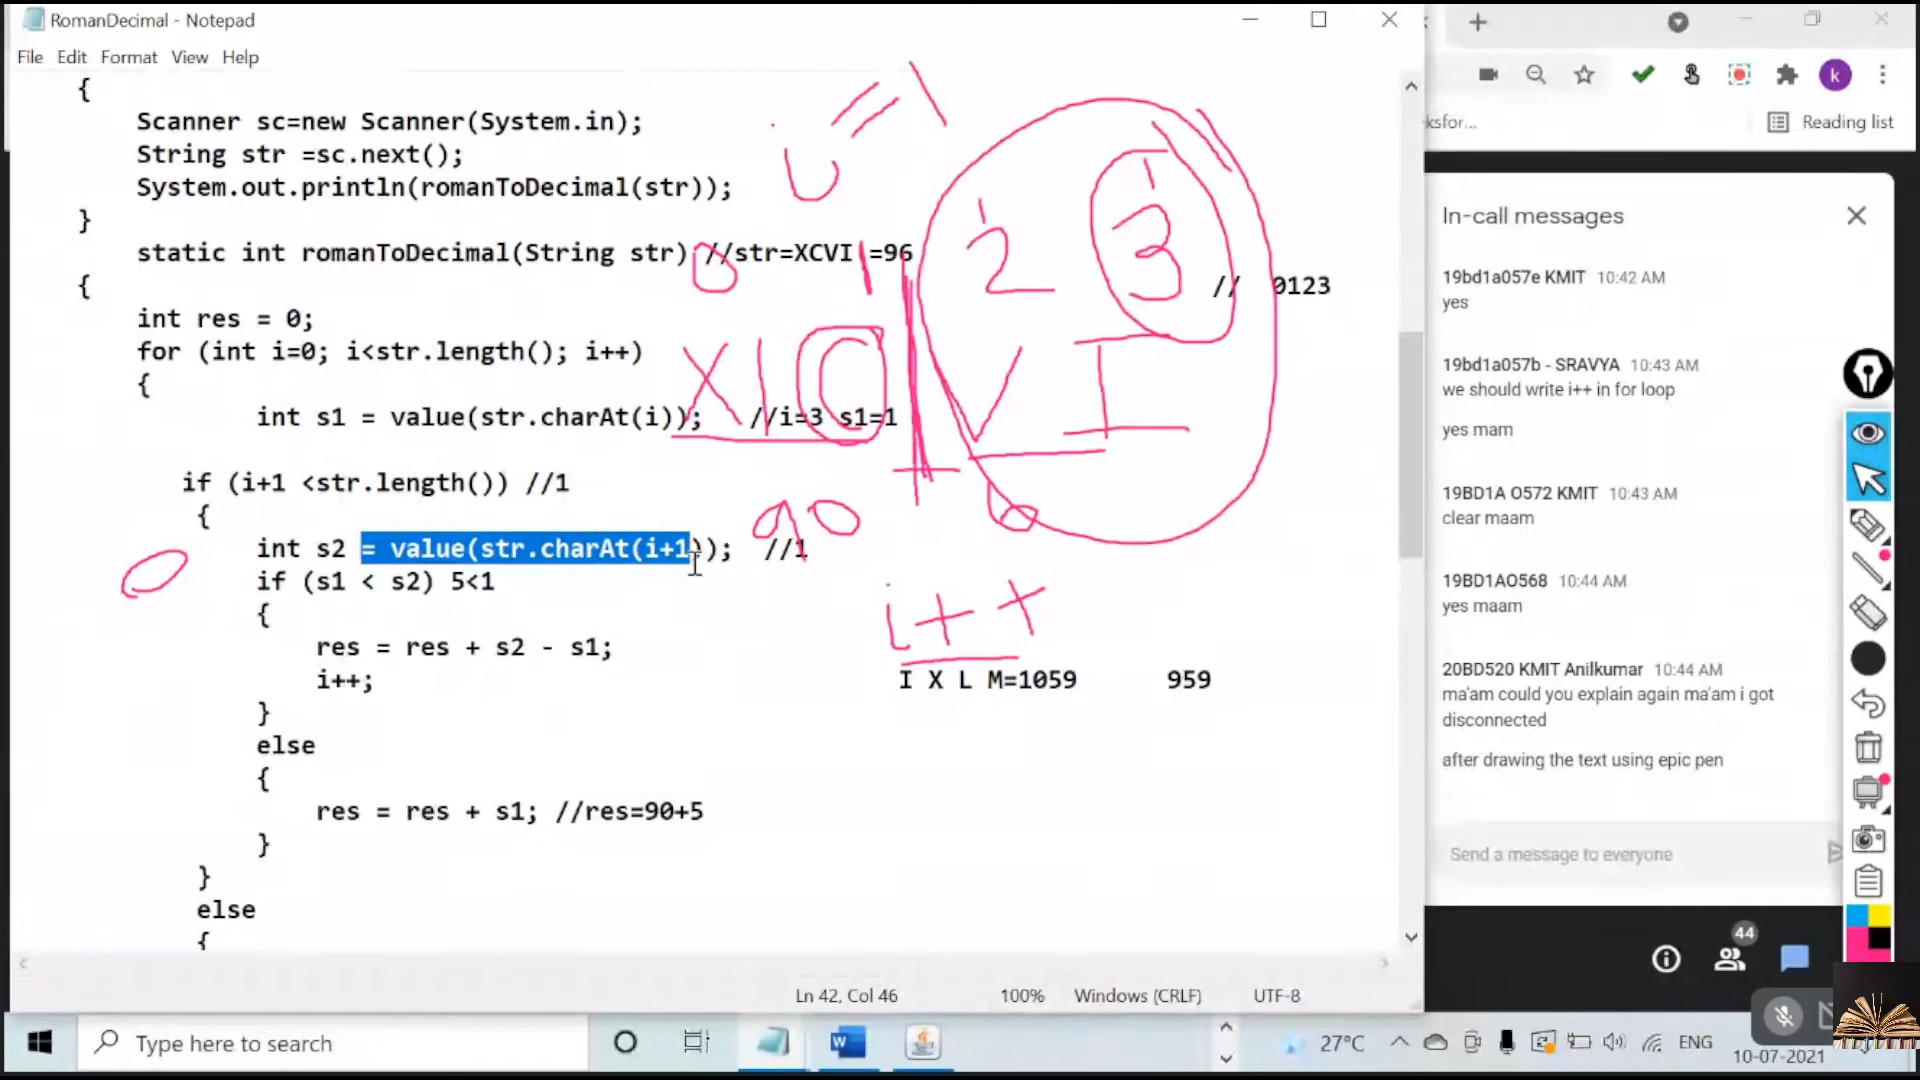 RomanDecimal - Notepad
File Edit Format View Help
{
Scanner sc=new Scanner(System.in);
String str =sc.next();
System.out.println(romanToDecimal(str));
}
static int romanToDecimal(String str) //str=XCVI =96
{ // 0123
int res = 0;
for (int i=0; i<str.length(); i++)
{
int s1 = value(str.charAt(i)); //i=3 s1=1
if (i+1 <str.length()) //1
{
int s2 = value(str.charAt(i+1)); //1
if (s1 < s2) 5<1
{
res = res + s2 - s1;
i++;
I X L M=1059 959
}
else
{
res = res + s1; //res=90+5
}
}
else
{
i=1
0 1 2 3
X C V I
90
i++
Ln 42, Col 46 100% Windows (CRLF) UTF-8
ksfor...
Reading list
k
In-call messages
19bd1a057e KMIT 10:42 AM
yes
19bd1a057b - SRAVYA 10:43 AM
we should write i++ in for loop
yes mam
19BD1A O572 KMIT 10:43 AM
clear maam
19BD1AO568 10:44 AM
yes maam
20BD520 KMIT Anilkumar 10:44 AM
ma'am could you explain again ma'am i got
disconnected
after drawing the text using epic pen
Send a message to everyone
44
Type here to search
27°C
ENG
10-07-2021